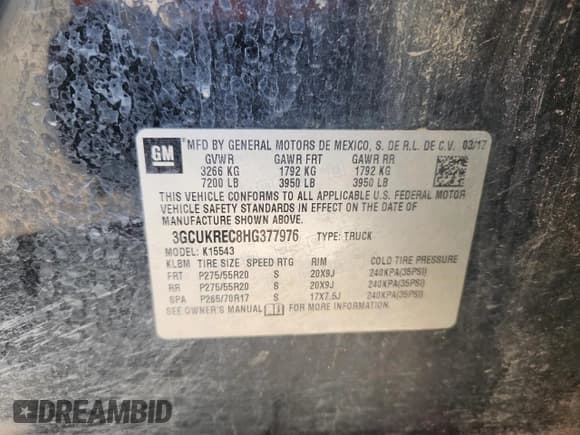 GM
MFD BY GENERAL MOTORS DE MEXICO, S. DE R.L. DE C.V. 03/17
GVWR GAWR FRT GAWR RR
3266 KG 1792 KG 1792 KG
7200 LB 3950 LB 3950 LB
THIS VEHICLE CONFORMS TO ALL APPLICABLE U.S. FEDERAL MOTOR
VEHICLE SAFETY STANDARDS IN EFFECT ON THE DATE OF
MANUFACTURE SHOWN ABOVE.
3GCUKREC8HG377976 TYPE: TRUCK
MODEL: K15543
KLBM TIRE SIZE SPEED RTG RIM COLD TIRE PRESSURE
FRT P275/55R20 S 20X9J 240KPA(35PSI)
RR P275/55R20 S 20X9J 240KPA(35PSI)
SPA P265/70R17 S 17X7.5J 240KPA(35PSI)
SEE OWNER'S MANUAL FOR MORE INFORMATION
DREAMBID